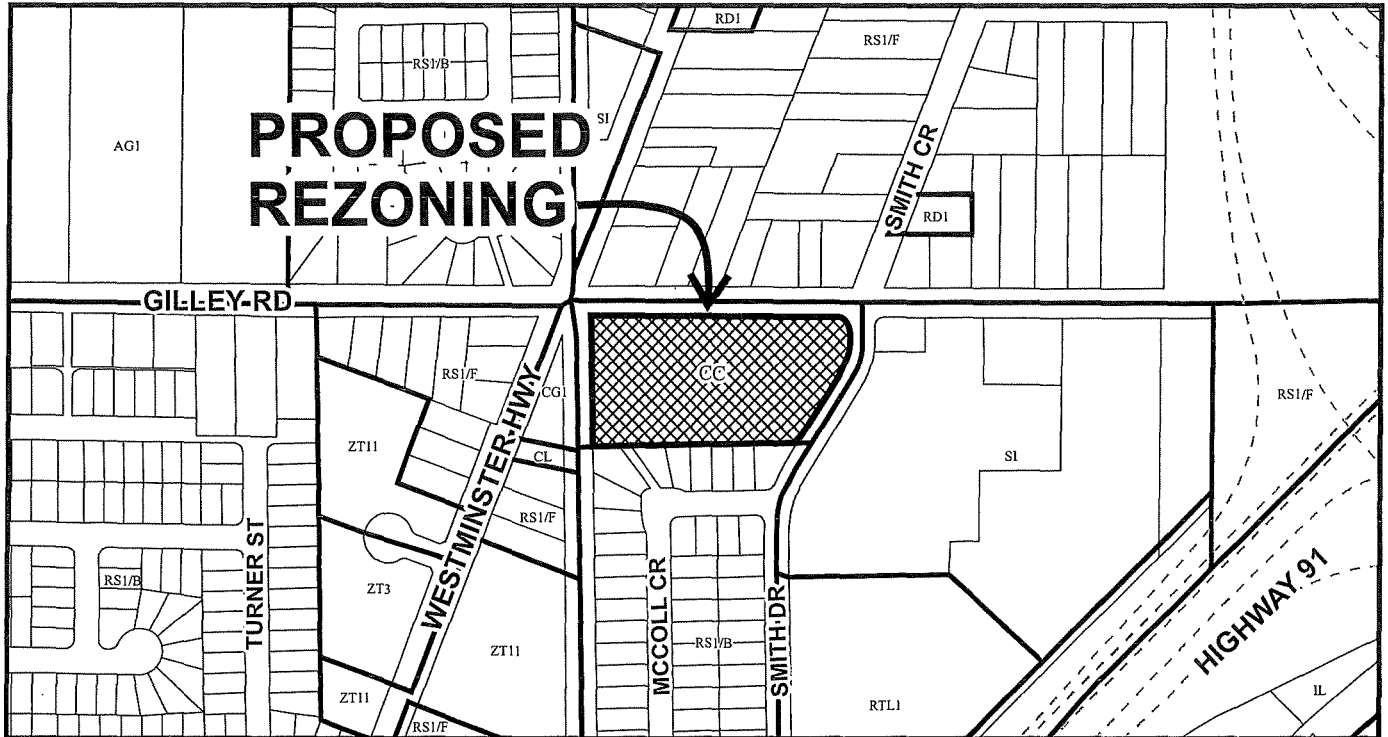 RD1
RS1/F
RS1/B
SI
AG1
PROPOSED
REZONING
SMITH CR
RD1
GILLEY RD
CC
RS1/F
CG1
RS1/F
ZT11
WESTMINSTER HWY
CL
SI
RS1/F
TURNER ST
RS1/B
ZT3
ZT11
MCCOLL CR
RS1/B
SMITH DR
HIGHWAY 91
ZT11
RS1/F
RTL1
IL